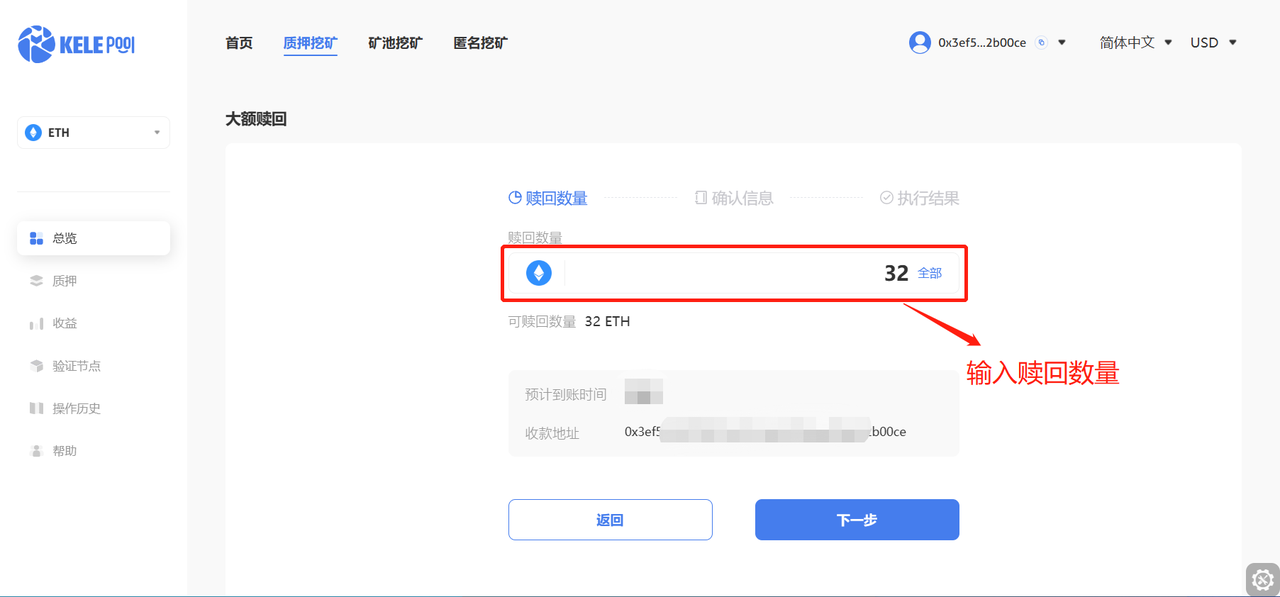 KELE POOl
首页
质押挖矿
矿池挖矿
匿名挖矿
0x3ef5...2b00ce
简体中文
USD
ETH
总览
质押
收益
验证节点
操作历史
帮助
大额赎回
赎回数量
确认信息
执行结果
赎回数量
32 全部
可赎回数量 32 ETH
输入赎回数量
预计到账时间
收款地址 0x3ef5 2b00ce
返回
下一步